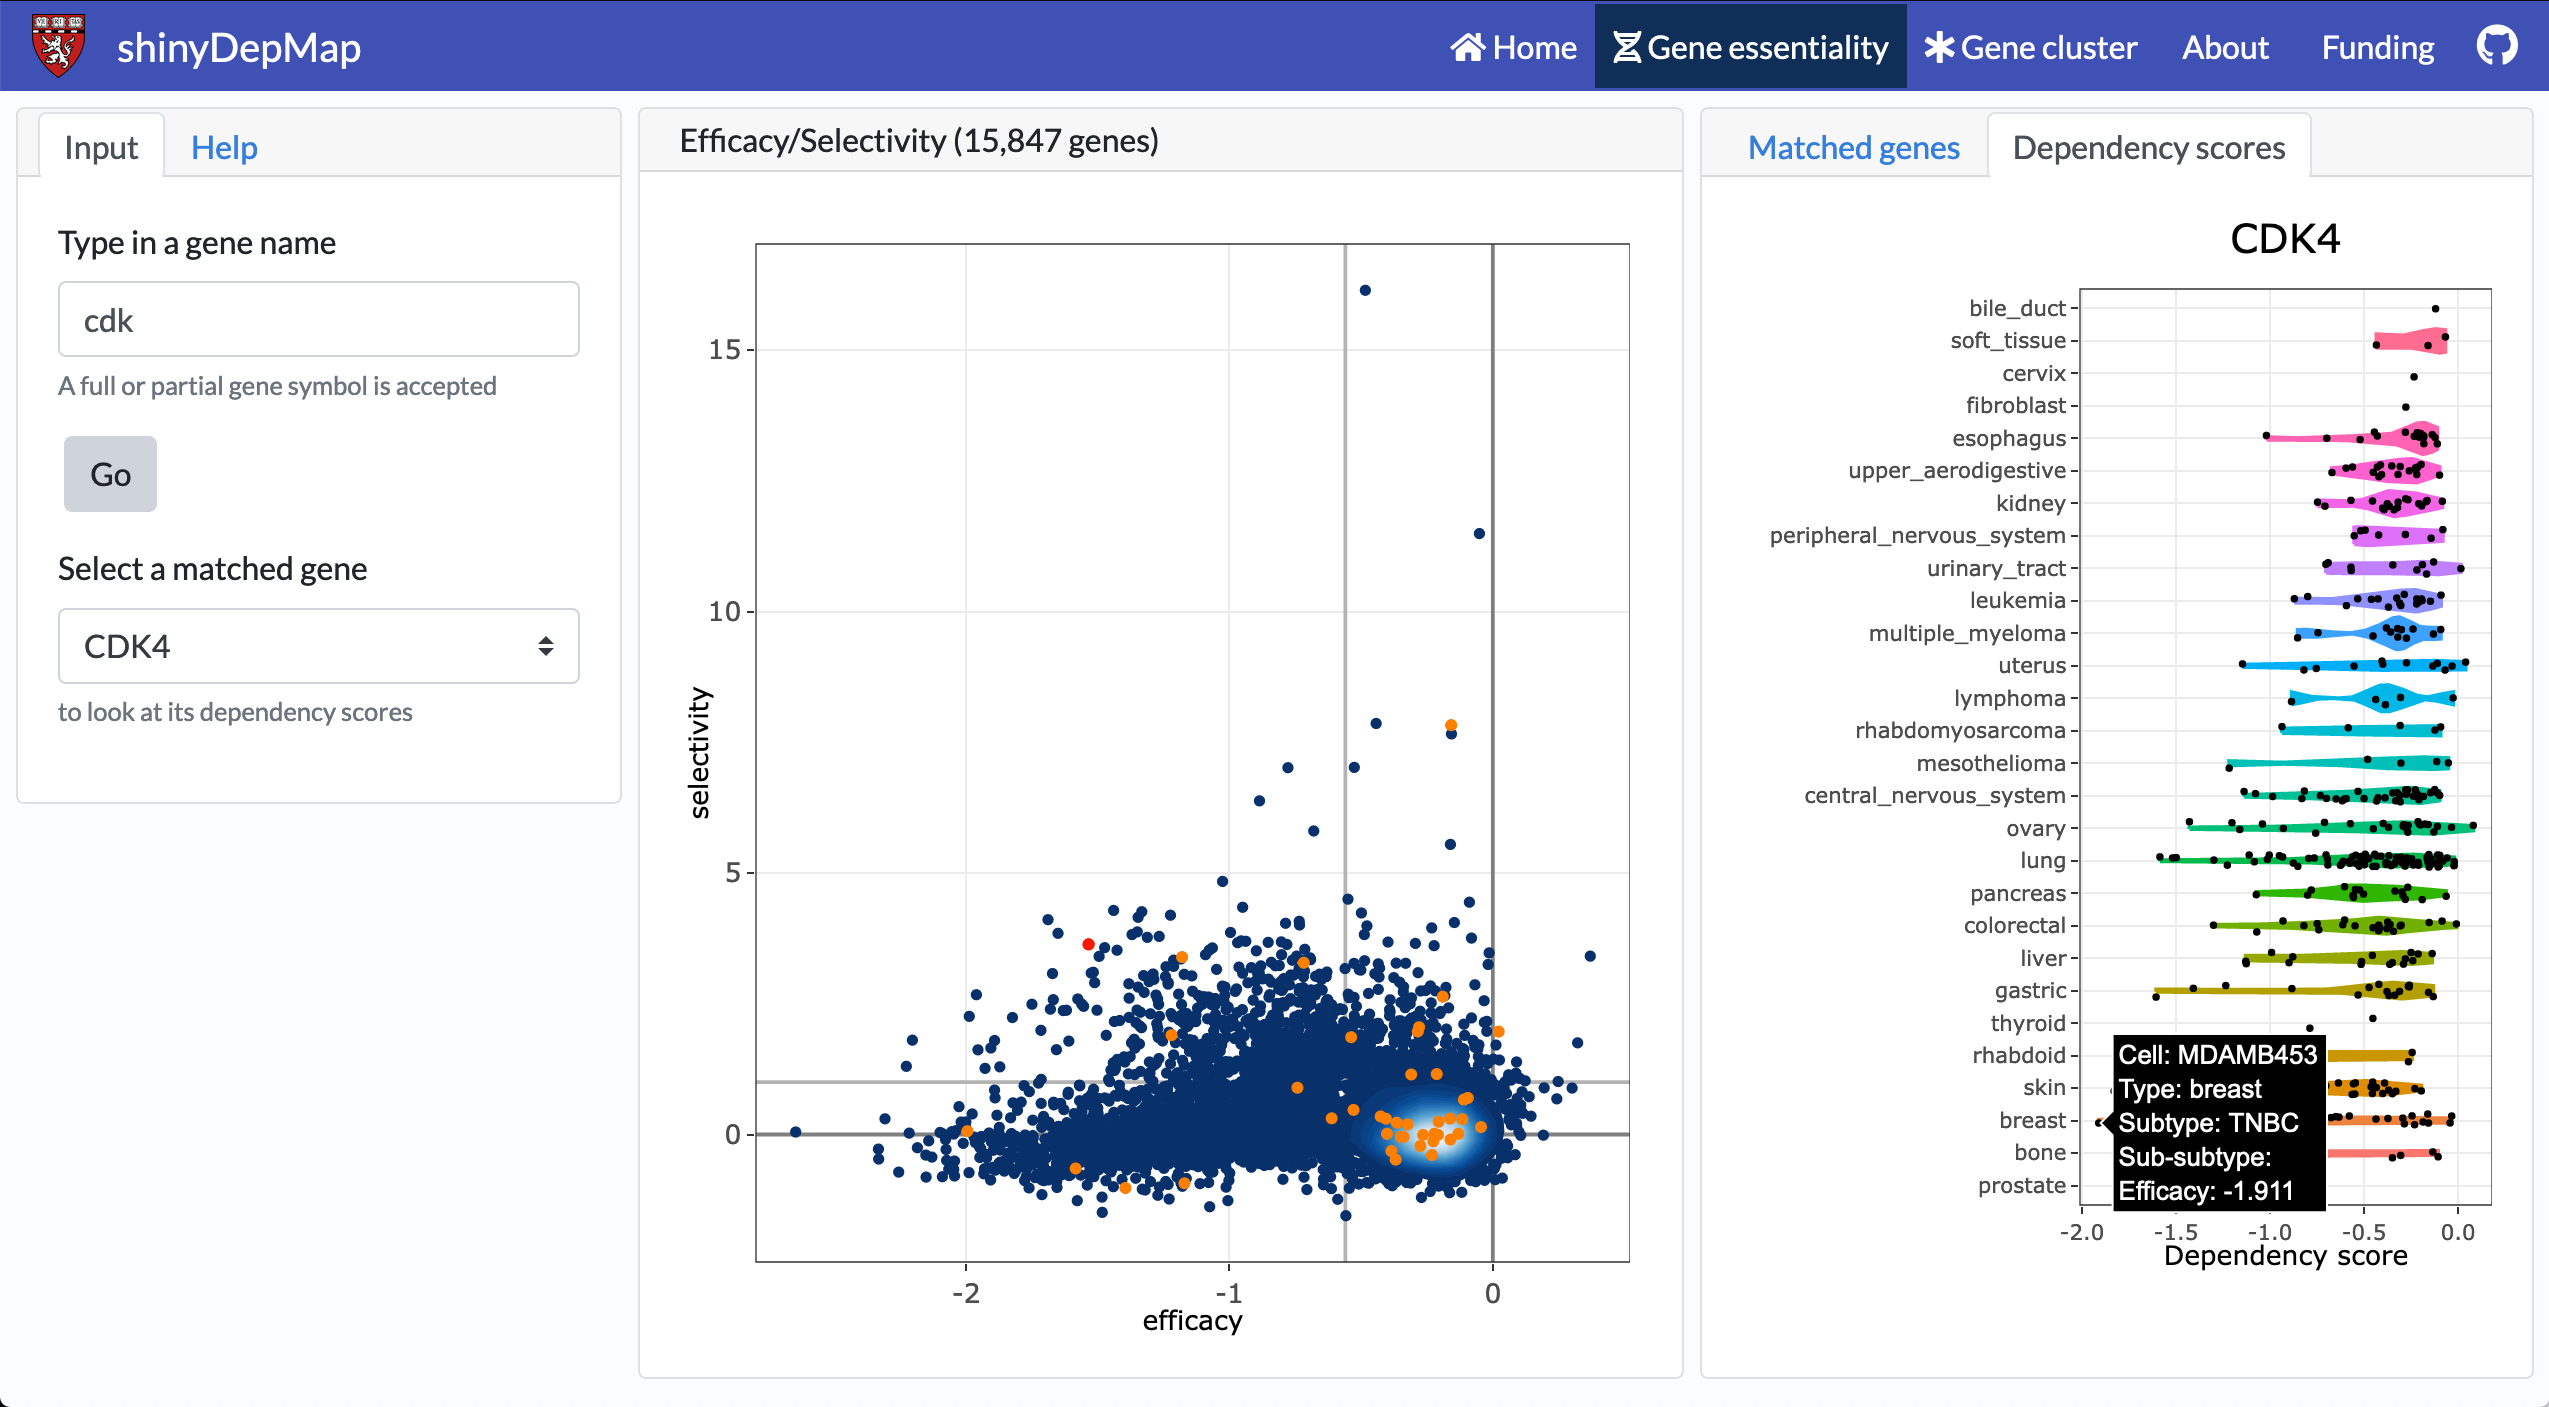 shinyDepMap
Home
Gene essentiality
Gene cluster
About
Funding
Input
Help
Type in a gene name
cdk
A full or partial gene symbol is accepted
Go
Select a matched gene
CDK4
to look at its dependency scores
Efficacy/Selectivity (15,847 genes)
selectivity
15
10
5
0
-2
-1
0
efficacy
Matched genes
Dependency scores
CDK4
bile_duct
soft_tissue
cervix
fibroblast
esophagus
upper_aerodigestive
kidney
peripheral_nervous_system
urinary_tract
leukemia
multiple_myeloma
uterus
lymphoma
rhabdomyosarcoma
mesothelioma
central_nervous_system
ovary
lung
pancreas
colorectal
liver
gastric
thyroid
rhabdoid
skin
breast
bone
prostate
Cell: MDAMB453
Type: breast
Subtype: TNBC
Sub-subtype:
Efficacy: -1.911
-2.0
-1.5
-1.0
-0.5
0.0
Dependency score